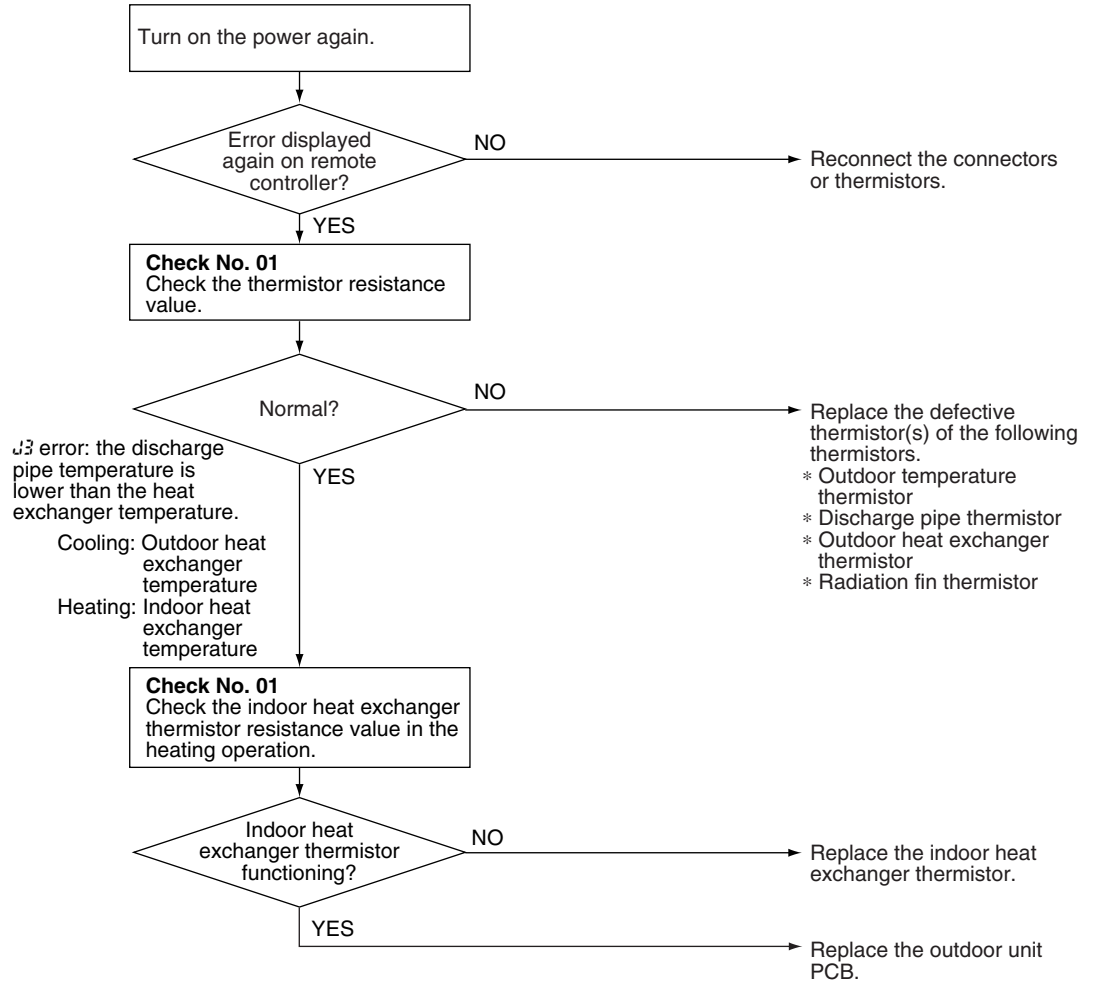 Turn on the power again.
Error displayed
again on remote
controller?
NO
Reconnect the connectors
or thermistors.
YES
Check No. 01
Check the thermistor resistance
value.
Normal?
NO
Replace the defective
thermistor(s) of the following
thermistors.
* Outdoor temperature
thermistor
* Discharge pipe thermistor
* Outdoor heat exchanger
thermistor
* Radiation fin thermistor
YES
J3 error: the discharge
pipe temperature is
lower than the heat
exchanger temperature.
Cooling: Outdoor heat
exchanger
temperature
Heating: Indoor heat
exchanger
temperature
Check No. 01
Check the indoor heat exchanger
thermistor resistance value in the
heating operation.
Indoor heat
exchanger thermistor
functioning?
NO
Replace the indoor heat
exchanger thermistor.
YES
Replace the outdoor unit
PCB.